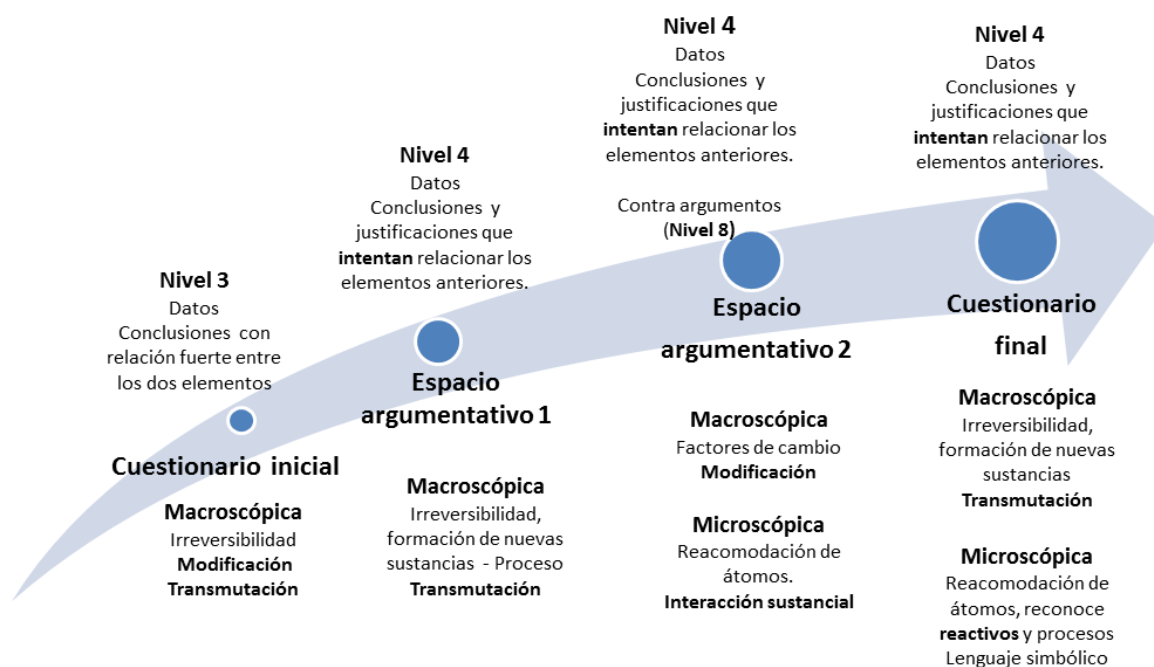 Nivel 3
Datos
Conclusiones con
relación fuerte entre
los dos elementos
Cuestionario inicial
Macroscópica
Irreversibilidad
Modificación
Transmutación
Nivel 4
Datos
Conclusiones y
justificaciones que
intentan relacionar los
elementos anteriores.
Espacio
argumentativo 1
Macroscópica
Irreversibilidad,
formación de nuevas
sustancias - Proceso
Transmutación
Nivel 4
Datos
Conclusiones y
justificaciones que
intentan relacionar los
elementos anteriores.
Contra argumentos
(Nivel 8)
Espacio
argumentativo 2
Macroscópica
Factores de cambio
Modificación
Microscópica
Reacomodación de
átomos.
Interacción sustancial
Nivel 4
Datos
Conclusiones y
justificaciones que
intentan relacionar los
elementos anteriores.
Cuestionario
final
Macroscópica
Irreversibilidad,
formación de nuevas
sustancias
Transmutación
Microscópica
Reacomodación de
átomos, reconoce
reactivos y procesos
Lenguaje simbólico